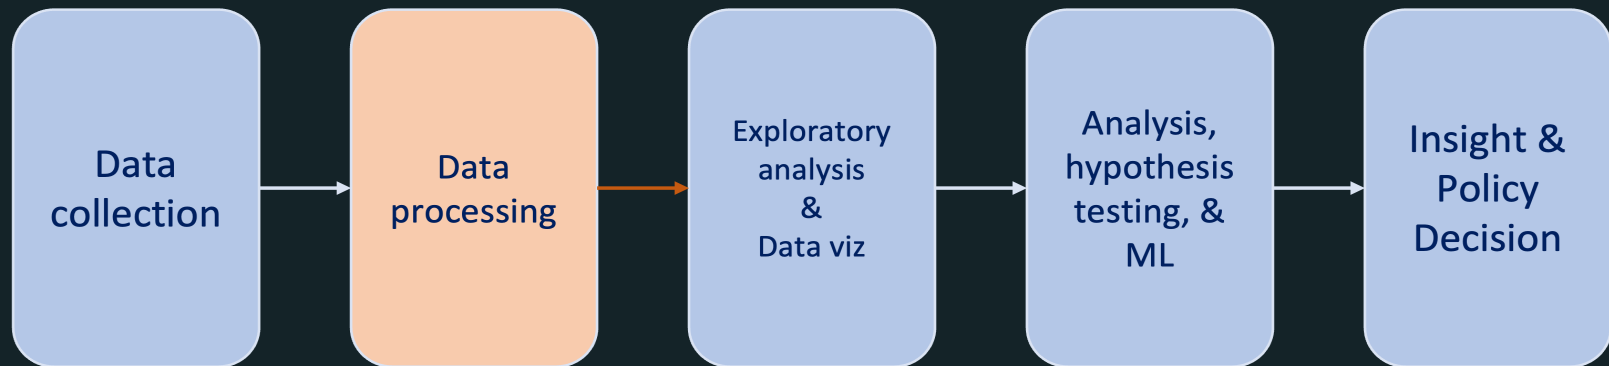 Data
collection
Data
processing
Exploratory
analysis
&
Data viz
Analysis,
hypothesis
testing, &
ML
Insight &
Policy
Decision